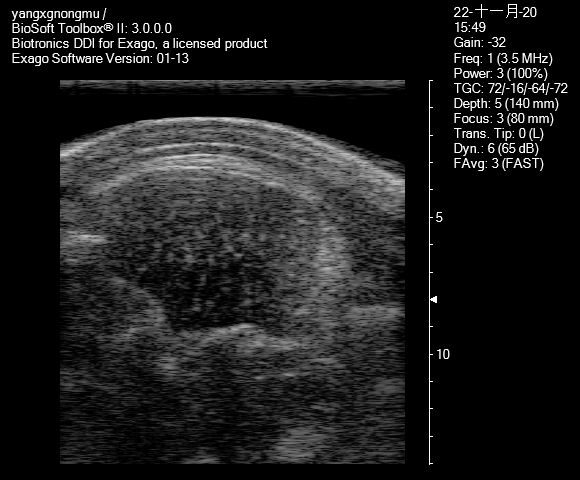 yangxgnongmu /
BioSoft Toolbox® II: 3.0.0.0
Biotronics DDI for Exago, a licensed product
Exago Software Version: 01-13
22-十一月-20
15:49
Gain: -32
Freq: 1 (3.5 MHz)
Power: 3 (100%)
TGC: 72/-16/-64/-72
Depth: 5 (140 mm)
Focus: 3 (80 mm)
Trans. Tip: 0 (L)
Dyn.: 6 (65 dB)
FAvg: 3 (FAST)
5
10